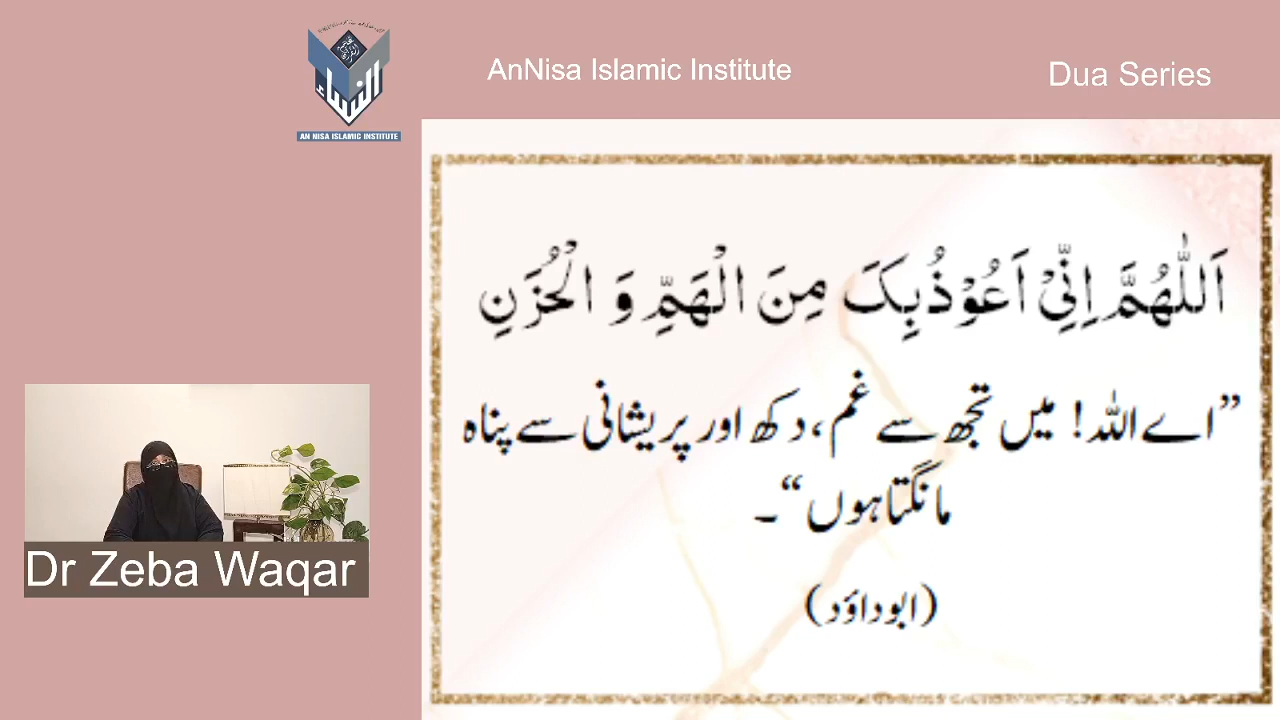 AN NISA ISLAMIC INSTITUTE
AnNisa Islamic Institute
Dua Series
اَللّٰهُمَّ اِنِّیْ اَعُوْذُبِکَ مِنَ الْهَمِّ وَ الْحُزَنِ
”اے اللہ! میں تجھ سے غم، دکھ اور پریشانی سے پناہ
مانگتا ہوں“۔
(ابوداؤد)
Dr Zeba Waqar